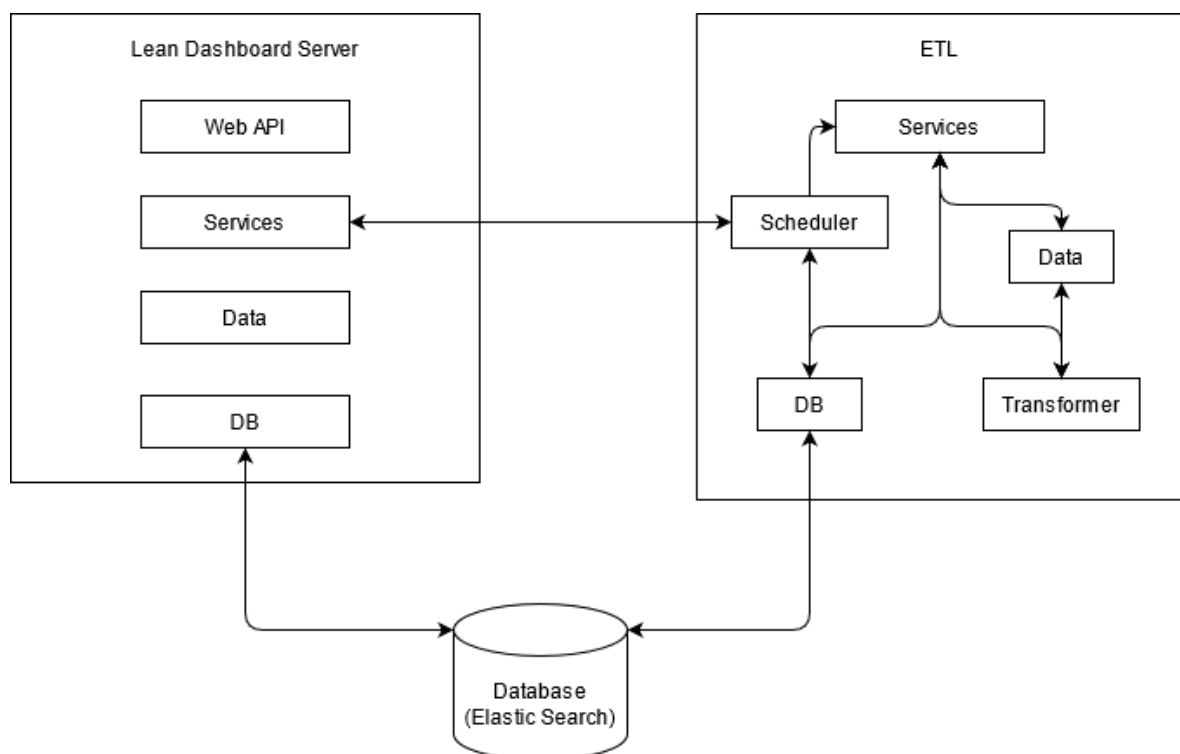 Lean Dashboard Server
Web API
Services
Data
DB
ETL
Services
Scheduler
Data
DB
Transformer
Database
(Elastic Search)